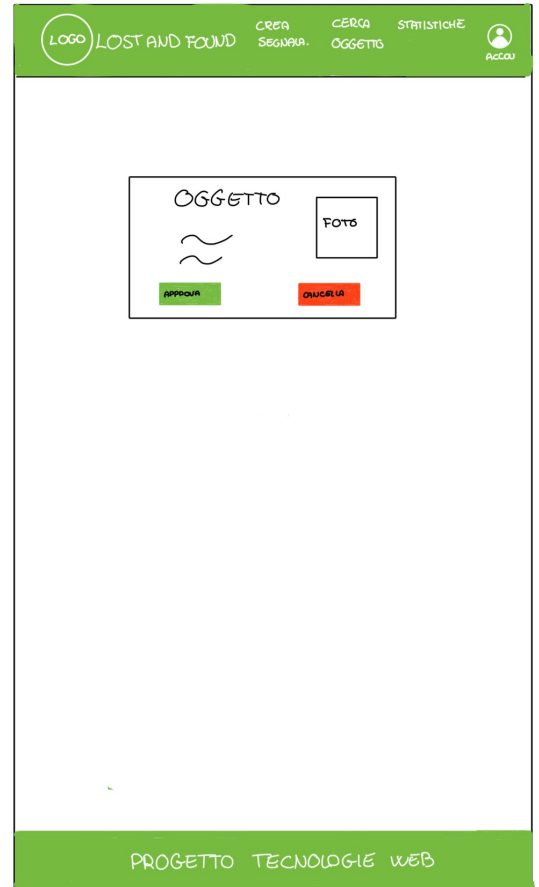 LOGO
LOST AND FOUND
CREA
SEGNALA.
CERCA
OGGETTO
STATISTICHE
ACCOU
OGGETTO
FOTO
APPROVA
CANCELLA
PROGETTO TECNOLOGIE WEB